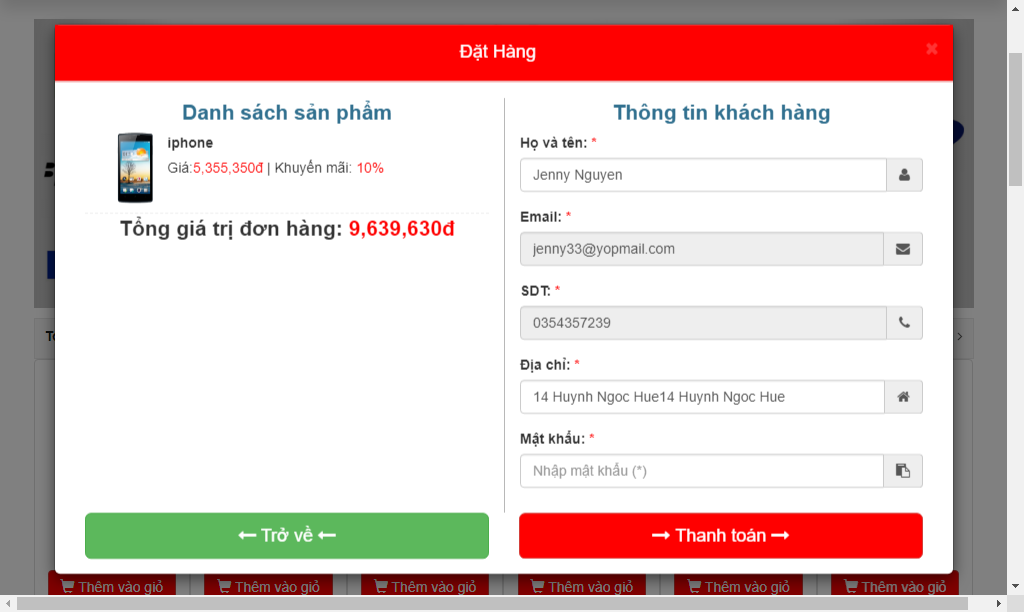 Đặt Hàng
Danh sách sản phẩm
iphone
Giá:5,355,350đ | Khuyến mãi: 10%
Tổng giá trị đơn hàng: 9,639,630đ
Trở về
Thông tin khách hàng
Họ và tên: *
Jenny Nguyen
Email: *
jenny33@yopmail.com
SDT: *
0354357239
Địa chỉ: *
14 Huynh Ngoc Hue14 Huynh Ngoc Hue
Mật khẩu: *
Nhập mật khẩu (*)
Thanh toán
Thêm vào giỏ
Thêm vào giỏ
Thêm vào giỏ
Thêm vào giỏ
Thêm vào giỏ
Thêm vào giỏ